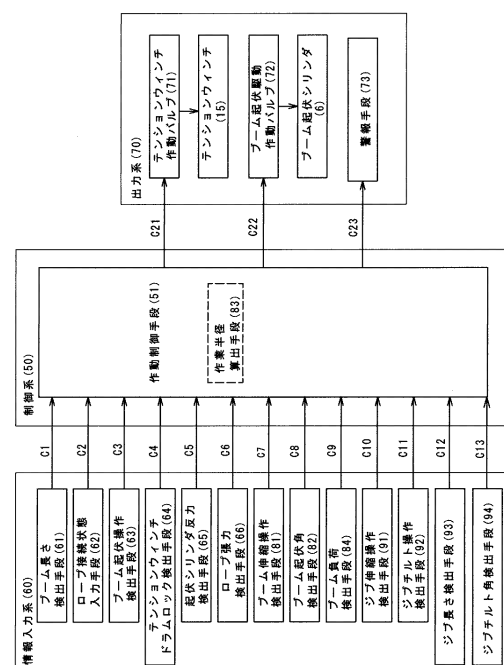 情報入力系(60)
ブーム長さ
検出手段(61)
ロープ接続状態
入力手段(62)
ブーム起伏操作
検出手段(63)
テンションウィンチ
ドラムロック検出手段(64)
起伏シリンダ反力
検出手段(65)
ロープ張力
検出手段(66)
ブーム伸縮操作
検出手段(81)
ブーム起伏角
検出手段(82)
ブーム負荷
検出手段(84)
ジブ伸縮操作
検出手段(91)
ジブチルト操作
検出手段(92)
ジブ長さ検出手段(93)
ジブチルト角検出手段(94)
C1
C2
C3
C4
C5
C6
C7
C8
C9
C10
C11
C12
C13
制御系(50)
作動制御手段(51)
作業半径
算出手段(83)
C21
C22
C23
出力系(70)
テンションウィンチ
作動バルブ(71)
テンションウィンチ
(15)
ブーム起伏駆動
作動バルブ(72)
ブーム起伏シリンダ
(6)
警報手段(73)